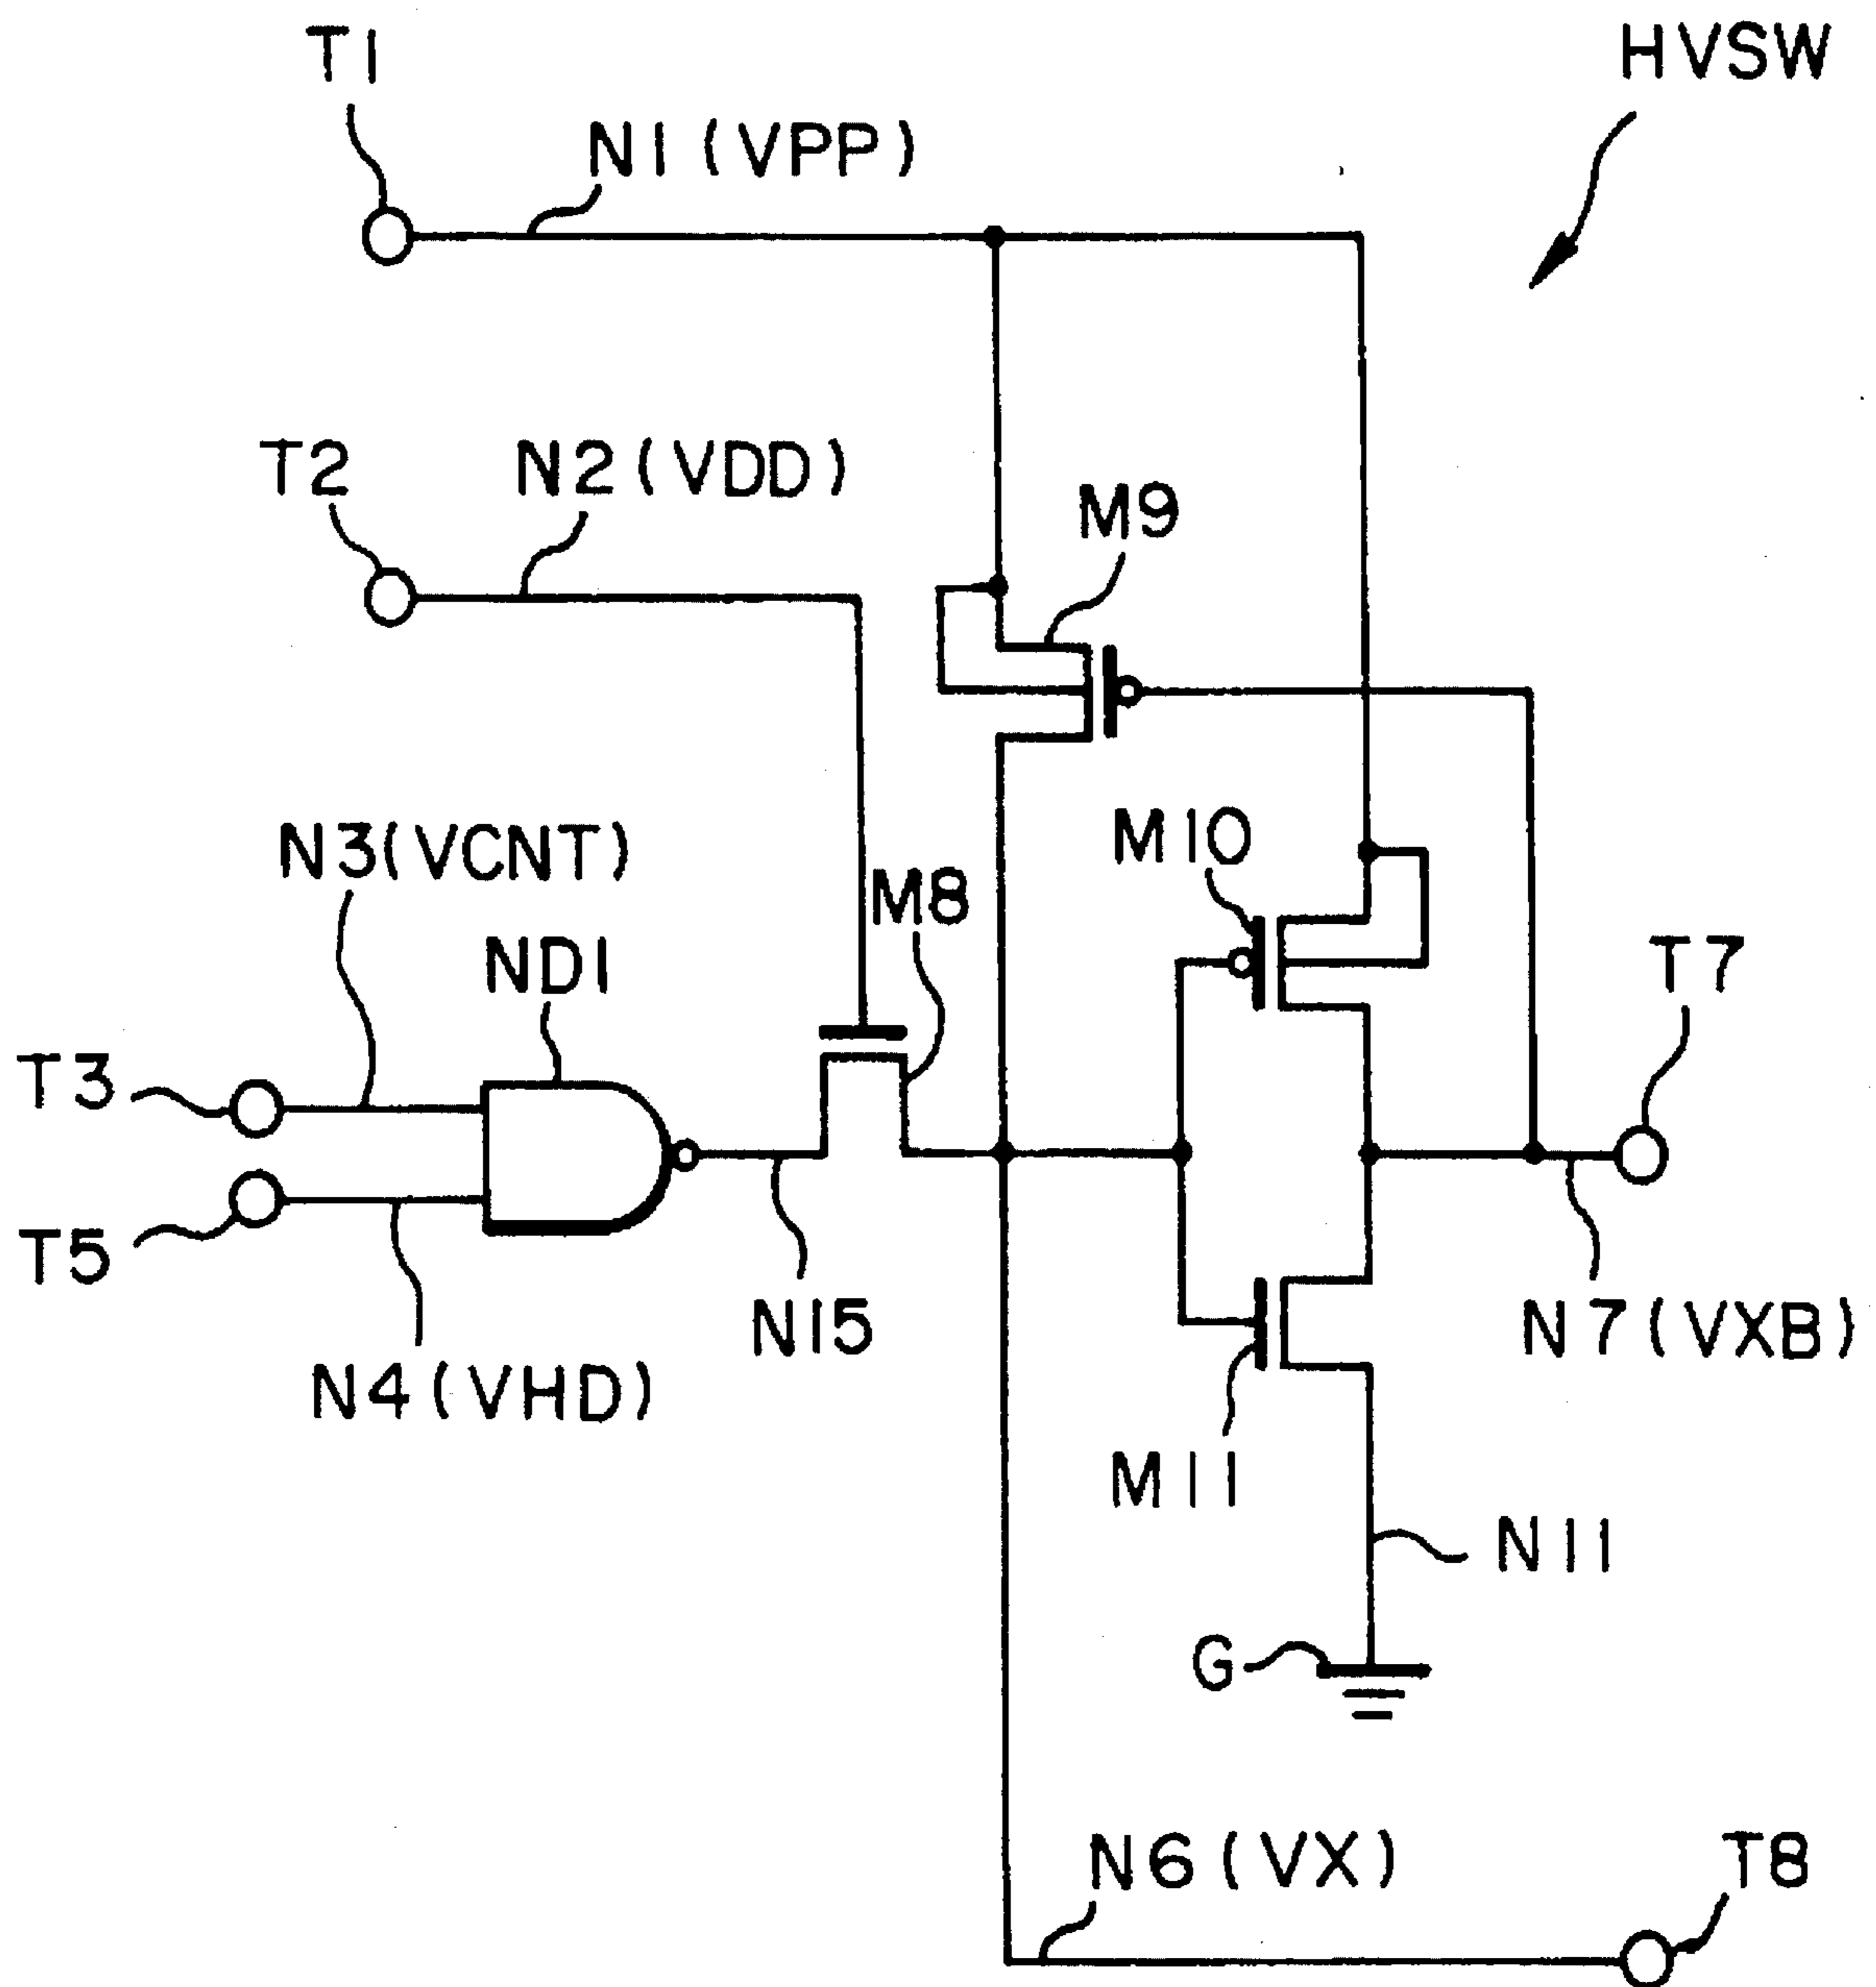 T1
HVSW
N1(VPP)
T2
N2(VDD)
M9
N3(VCNT)
M10
M8
ND1
T7
T3
T5
N15
N7(VXB)
N4(VHD)
M11
N11
G
N6(VX)
T8